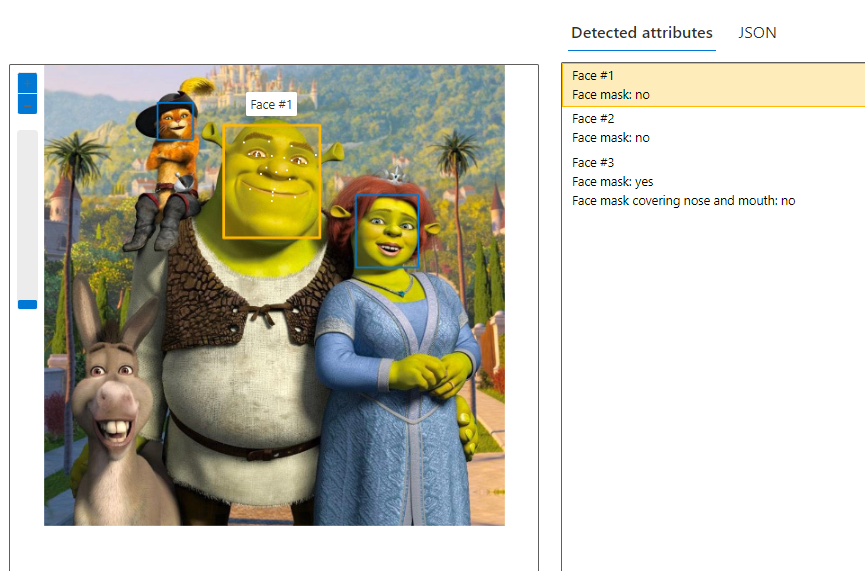 Detected attributes JSON
Face #1
Face #1
Face mask: no
Face #2
Face mask: no
Face #3
Face mask: yes
Face mask covering nose and mouth: no